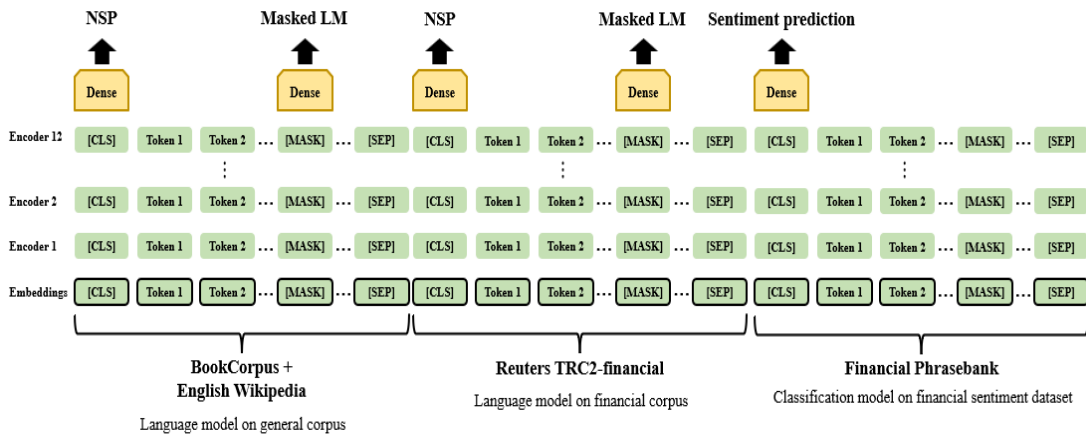 NSP Masked LM NSP Masked LM Sentiment prediction
Dense Dense Dense Dense Dense
Encoder 12 [CLS] Token 1 Token 2 ... [MASK] ... [SEP] [CLS] Token 1 Token 2 ... [MASK] ... [SEP] [CLS] Token 1 Token 2 ... [MASK] ... [SEP]
Encoder 2 [CLS] Token 1 Token 2 ... [MASK] ... [SEP] [CLS] Token 1 Token 2 ... [MASK] ... [SEP] [CLS] Token 1 Token 2 ... [MASK] ... [SEP]
Encoder 1 [CLS] Token 1 Token 2 ... [MASK] ... [SEP] [CLS] Token 1 Token 2 ... [MASK] ... [SEP] [CLS] Token 1 Token 2 ... [MASK] ... [SEP]
Embeddings [CLS] Token 1 Token 2 ... [MASK] ... [SEP] [CLS] Token 1 Token 2 ... [MASK] ... [SEP] [CLS] Token 1 Token 2 ... [MASK] ... [SEP]
BookCorpus +
English Wikipedia
Language model on general corpus
Reuters TRC2-financial
Language model on financial corpus
Financial Phrasebank
Classification model on financial sentiment dataset